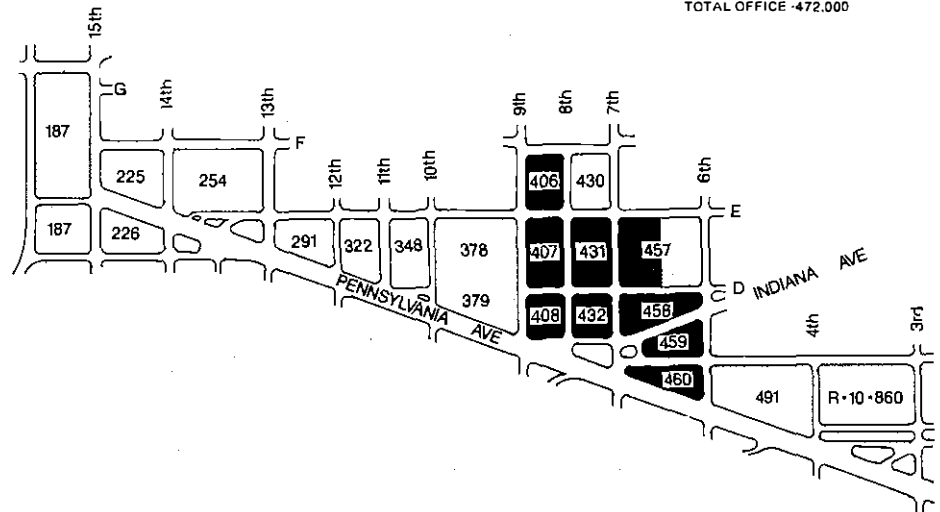 TOTAL OFFICE -472.000
15th
G
14th
13th
F
9th
8th
7th
187
225
254
12th
11th
10th
406
430
6th
E
187
226
291
322
348
378
407
431
457
D
INDIANA AVE
379
PENNSYLVANIA AVE
408
432
458
459
4th
3rd
460
491
R-10-860